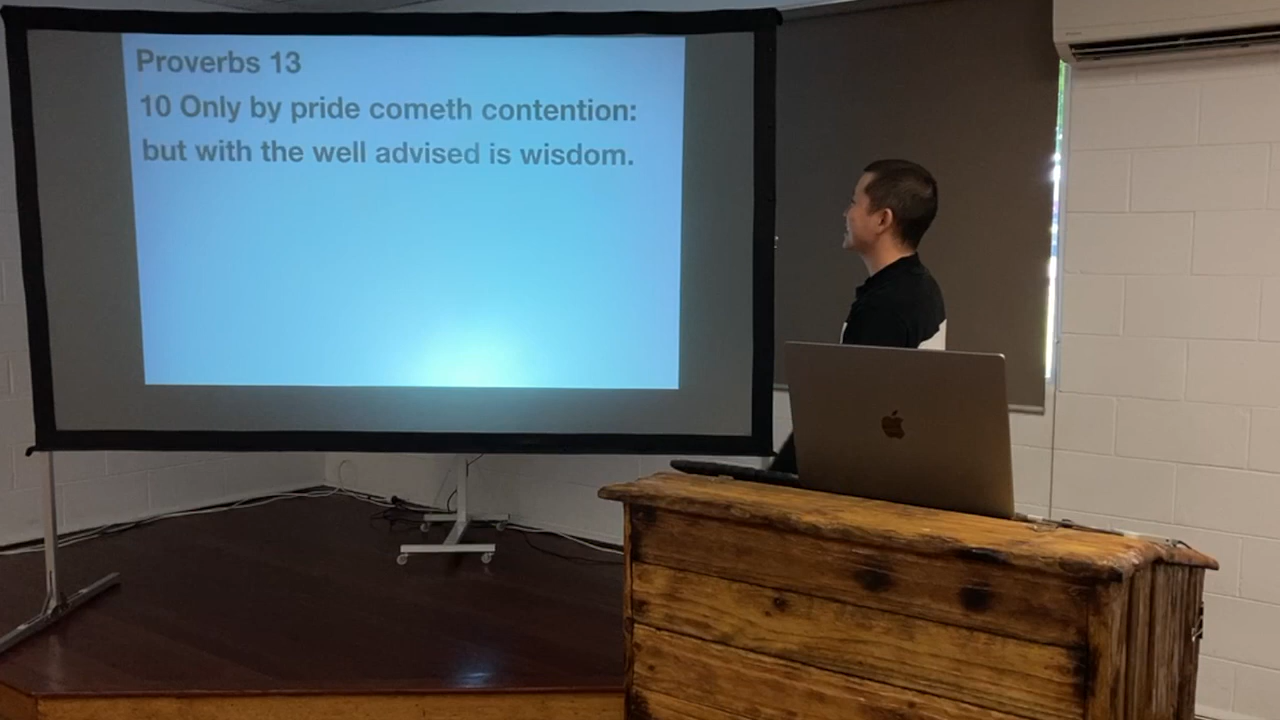 Proverbs 13
10 Only by pride cometh contention:
but with the well advised is wisdom.